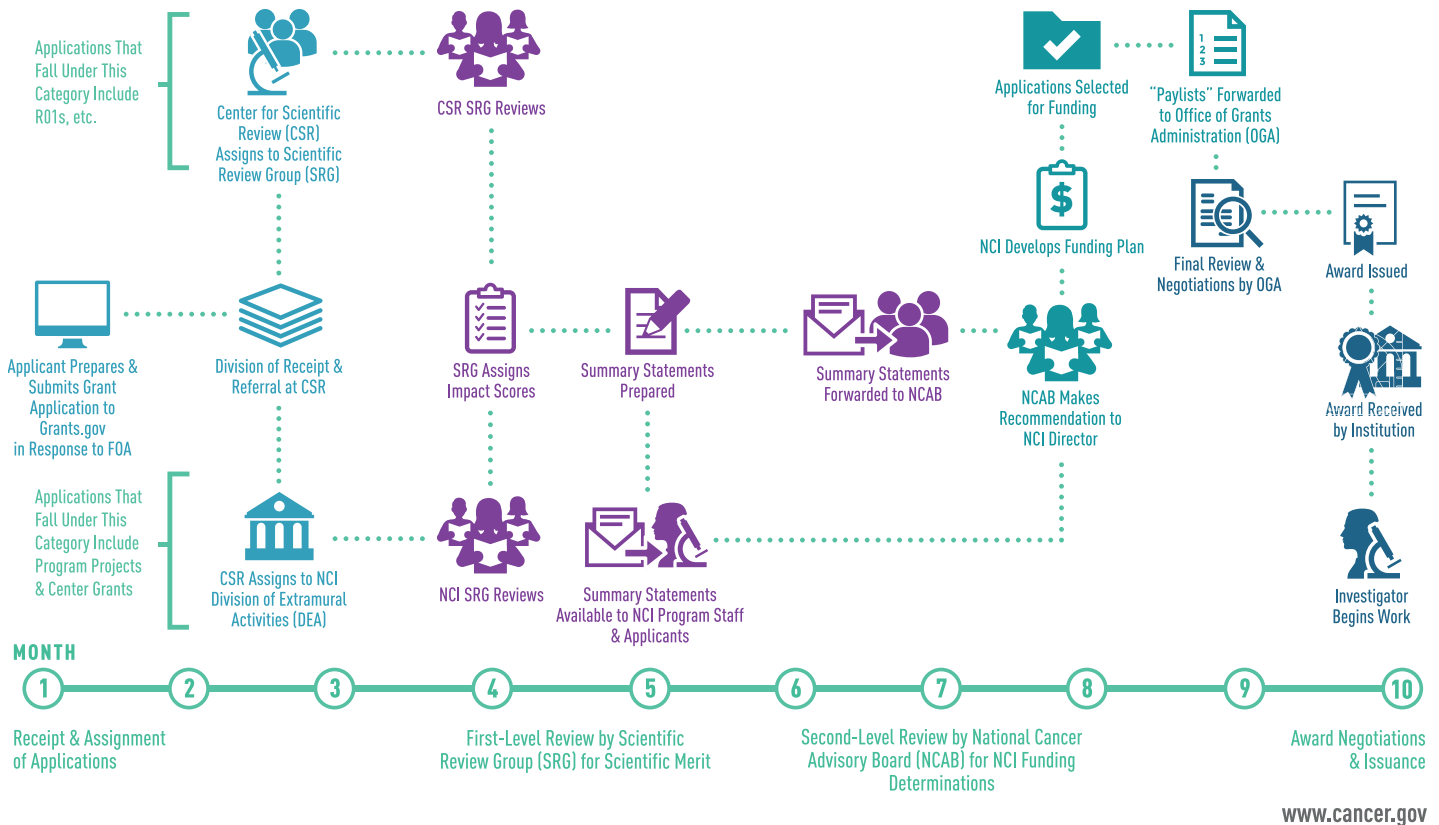 Applications That
Fall Under This
Category Include
R01s, etc.
Center for Scientific
Review (CSR)
Assigns to Scientific
Review Group (SRG)
CSR SRG Reviews
Applications Selected
for Funding
1
2
3
"Paylists" Forwarded
to Office of Grants
Administration (OGA)
$
NCI Develops Funding Plan
Final Review &
Negotiations by OGA
Award Issued
Applicant Prepares &
Submits Grant
Application to
Grants.gov
in Response to FOA
Division of Receipt &
Referral at CSR
SRG Assigns
Impact Scores
Summary Statements
Prepared
Summary Statements
Forwarded to NCAB
NCAB Makes
Recommendation to
NCI Director
Award Received
by Institution
Applications That
Fall Under This
Category Include
Program Projects
& Center Grants
CSR Assigns to NCI
Division of Extramural
Activities (DEA)
NCI SRG Reviews
Summary Statements
Available to NCI Program Staff
& Applicants
Investigator
Begins Work
MONTH
1 2 3 4 5 6 7 8 9 10
Receipt & Assignment
of Applications
First-Level Review by Scientific
Review Group (SRG) for Scientific Merit
Second-Level Review by National Cancer
Advisory Board (NCAB) for NCI Funding
Determinations
Award Negotiations
& Issuance
www.cancer.gov